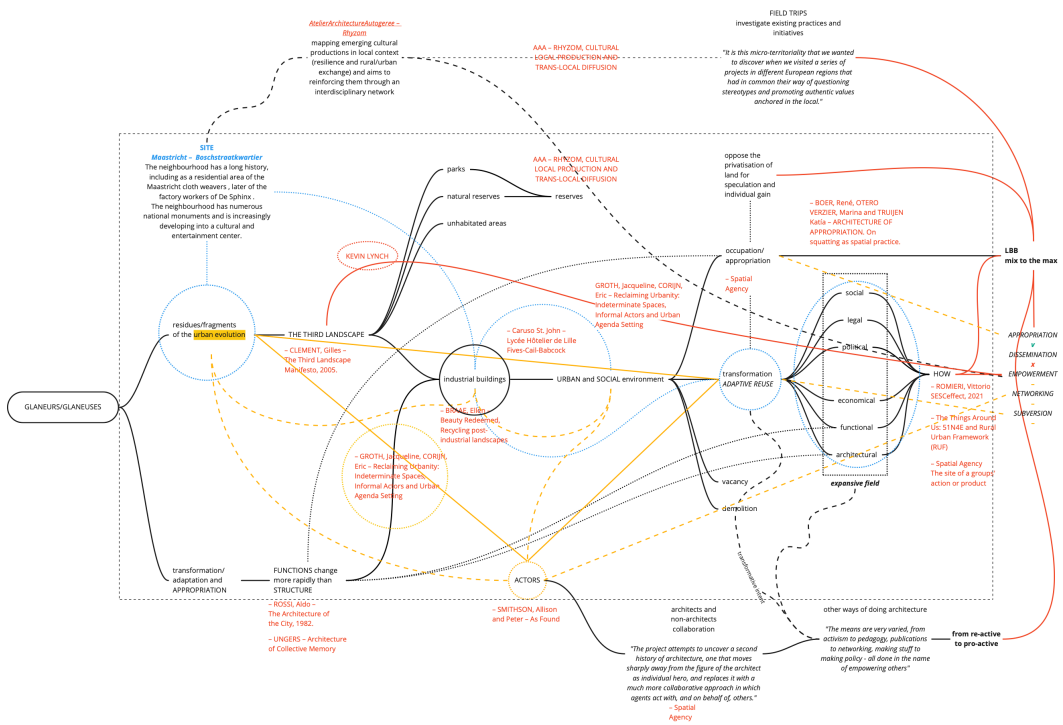 AtelierArchitectureAutogeree –
Rhyzom
mapping emerging cultural
productions in local context
(resilience and rural/urban
exchange) and aims to
reinforcing them through an
interdisciplinary network
AAA – RHYZOM, CULTURAL
LOCAL PRODUCTION AND
TRANS-LOCAL DIFFUSION
FIELD TRIPS
investigate existing practices and
initiatives
"It is this micro-territoriality that we wanted
to discover when we visited a series of
projects in different European regions that
had in common their way of questioning
stereotypes and promoting authentic values
anchored in the local."
SITE
Maastricht – Boschstraatkwartier
The neighbourhood has a long history,
including as a residential area of the
Maastricht cloth weavers , later of the
factory workers of De Sphinx .
The neighbourhood has numerous
national monuments and is increasingly
developing into a cultural and
entertainment center.
parks
natural reserves
unhabitated areas
reserves
AAA – RHYZOM, CULTURAL
LOCAL PRODUCTION AND
TRANS-LOCAL DIFFUSION
oppose the
privatisation of
land for
speculation and
individual gain
– BOER, René, OTERO
VERZIER, Marina and TRUIJEN
Katía – ARCHITECTURE OF
APPROPRIATION. On
squatting as spatial practice.
KEVIN LYNCH
occupation/
appropriation
– Spatial
Agency
LBB
mix to the max
GROTH, Jacqueline, CORIJN,
Eric – Reclaiming Urbanity:
Indeterminate Spaces,
Informal Actors and Urban
Agenda Setting
residues/fragments
of the urban evolution
THE THIRD LANDSCAPE
– CLEMENT, Gilles –
The Third Landscape
Manifesto, 2005.
– Caruso St. John –
Lycée Hôtelier de Lille
Fives-Cail-Babcock
industrial buildings
– BRAAE, Ellen
Beauty Redeemed,
Recycling post-
industrial landscapes
URBAN and SOCIAL environment
transformation
ADAPTIVE REUSE
social
legal
political
economical
functional
architectural
expansive field
HOW
APPROPRIATION
v
DISSEMINATION
x
EMPOWERMENT
-
NETWORKING
-
SUBVERSION
-
– ROMIERI, Vittorio
SESCeffect, 2021
– The Things Around
Us: 51N4E and Rural
Urban Framework
(RUF)
– Spatial Agency
The site of a groups'
action or product
GLANEURS/GLANEUSES
– GROTH, Jacqueline, CORIJN,
Eric – Reclaiming Urbanity:
Indeterminate Spaces,
Informal Actors and Urban
Agenda Setting
vacancy
demolition
transformative intent
transformation/
adaptation and
APPROPRIATION
FUNCTIONS change
more rapidly than
STRUCTURE
– ROSSI, Aldo –
The Architecture of
the City, 1982.
– UNGERS – Architecture
of Collective Memory
ACTORS
– SMITHSON, Allison
and Peter – As Found
architects and
non-architects
collaboration
"The project attempts to uncover a second
history of architecture, one that moves
sharply away from the figure of the architect
as individual hero, and replaces it with a
much more collaborative approach in which
agents act with, and on behalf of, others."
– Spatial
Agency
other ways of doing architecture
"The means are very varied, from
activism to pedagogy, publications
to networking, making stuff to
making policy - all done in the name
of empowering others"
from re-active
to pro-active